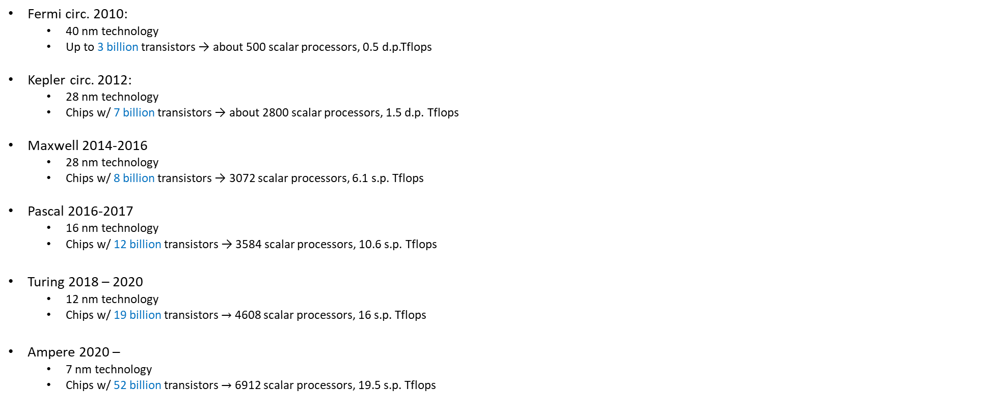 • Fermi circ. 2010:
• 40 nm technology
• Up to 3 billion transistors → about 500 scalar processors, 0.5 d.p.Tflops
• Kepler circ. 2012:
• 28 nm technology
• Chips w/ 7 billion transistors → about 2800 scalar processors, 1.5 d.p. Tflops
• Maxwell 2014-2016
• 28 nm technology
• Chips w/ 8 billion transistors → 3072 scalar processors, 6.1 s.p. Tflops
• Pascal 2016-2017
• 16 nm technology
• Chips w/ 12 billion transistors → 3584 scalar processors, 10.6 s.p. Tflops
• Turing 2018 – 2020
• 12 nm technology
• Chips w/ 19 billion transistors → 4608 scalar processors, 16 s.p. Tflops
• Ampere 2020 –
• 7 nm technology
• Chips w/ 52 billion transistors → 6912 scalar processors, 19.5 s.p. Tflops